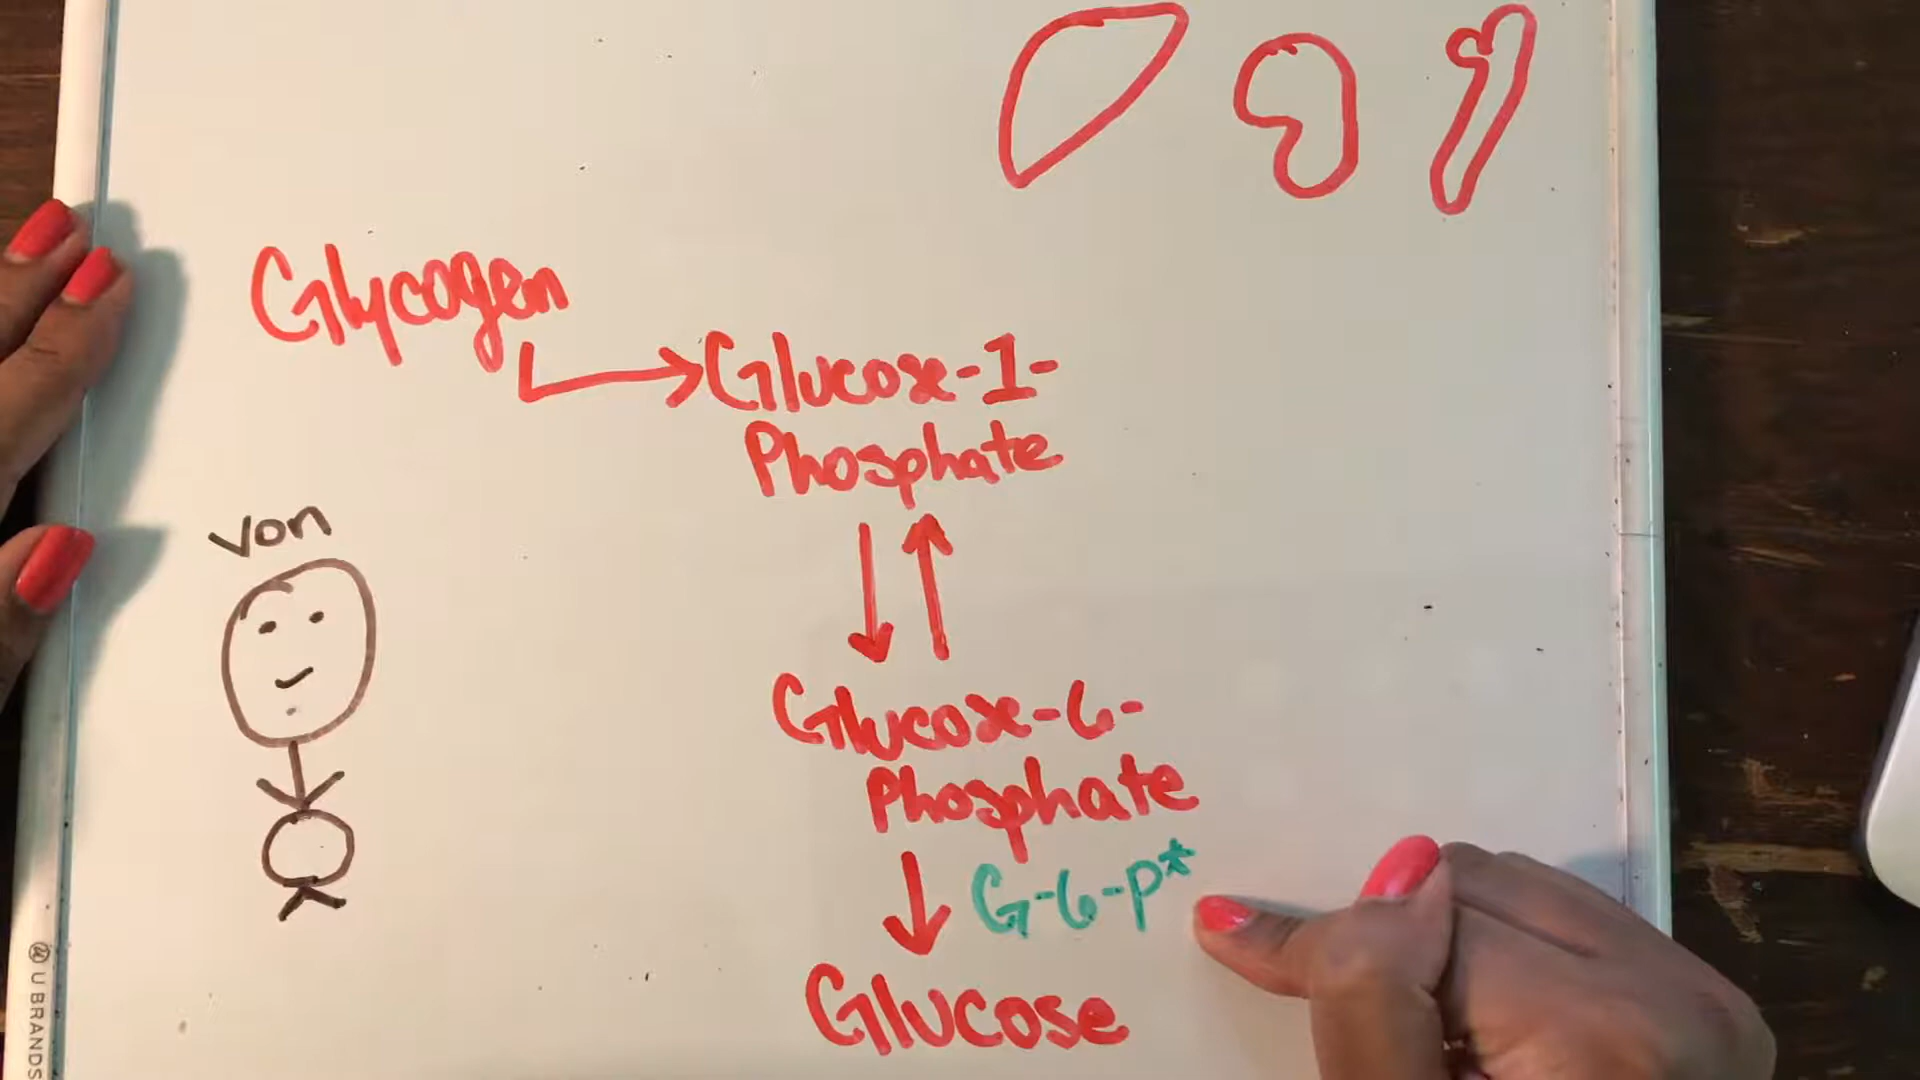 Glycogen
Glucose-1-
Phosphate
Von
Glucose-6-
Phosphate
G-6-P*
Glucose
U BRANDS